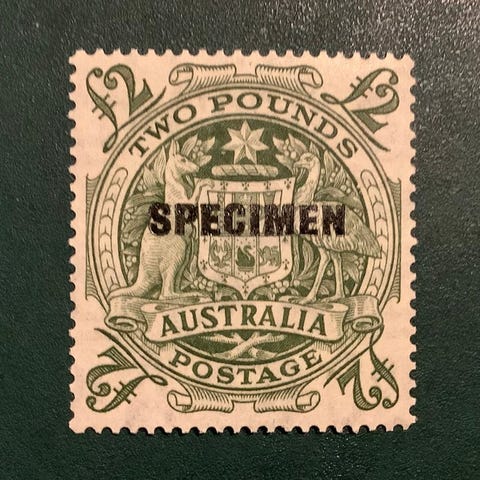 £2 £2
TWO POUNDS
SPECIMEN
AUSTRALIA
POSTAGE
£2 £2